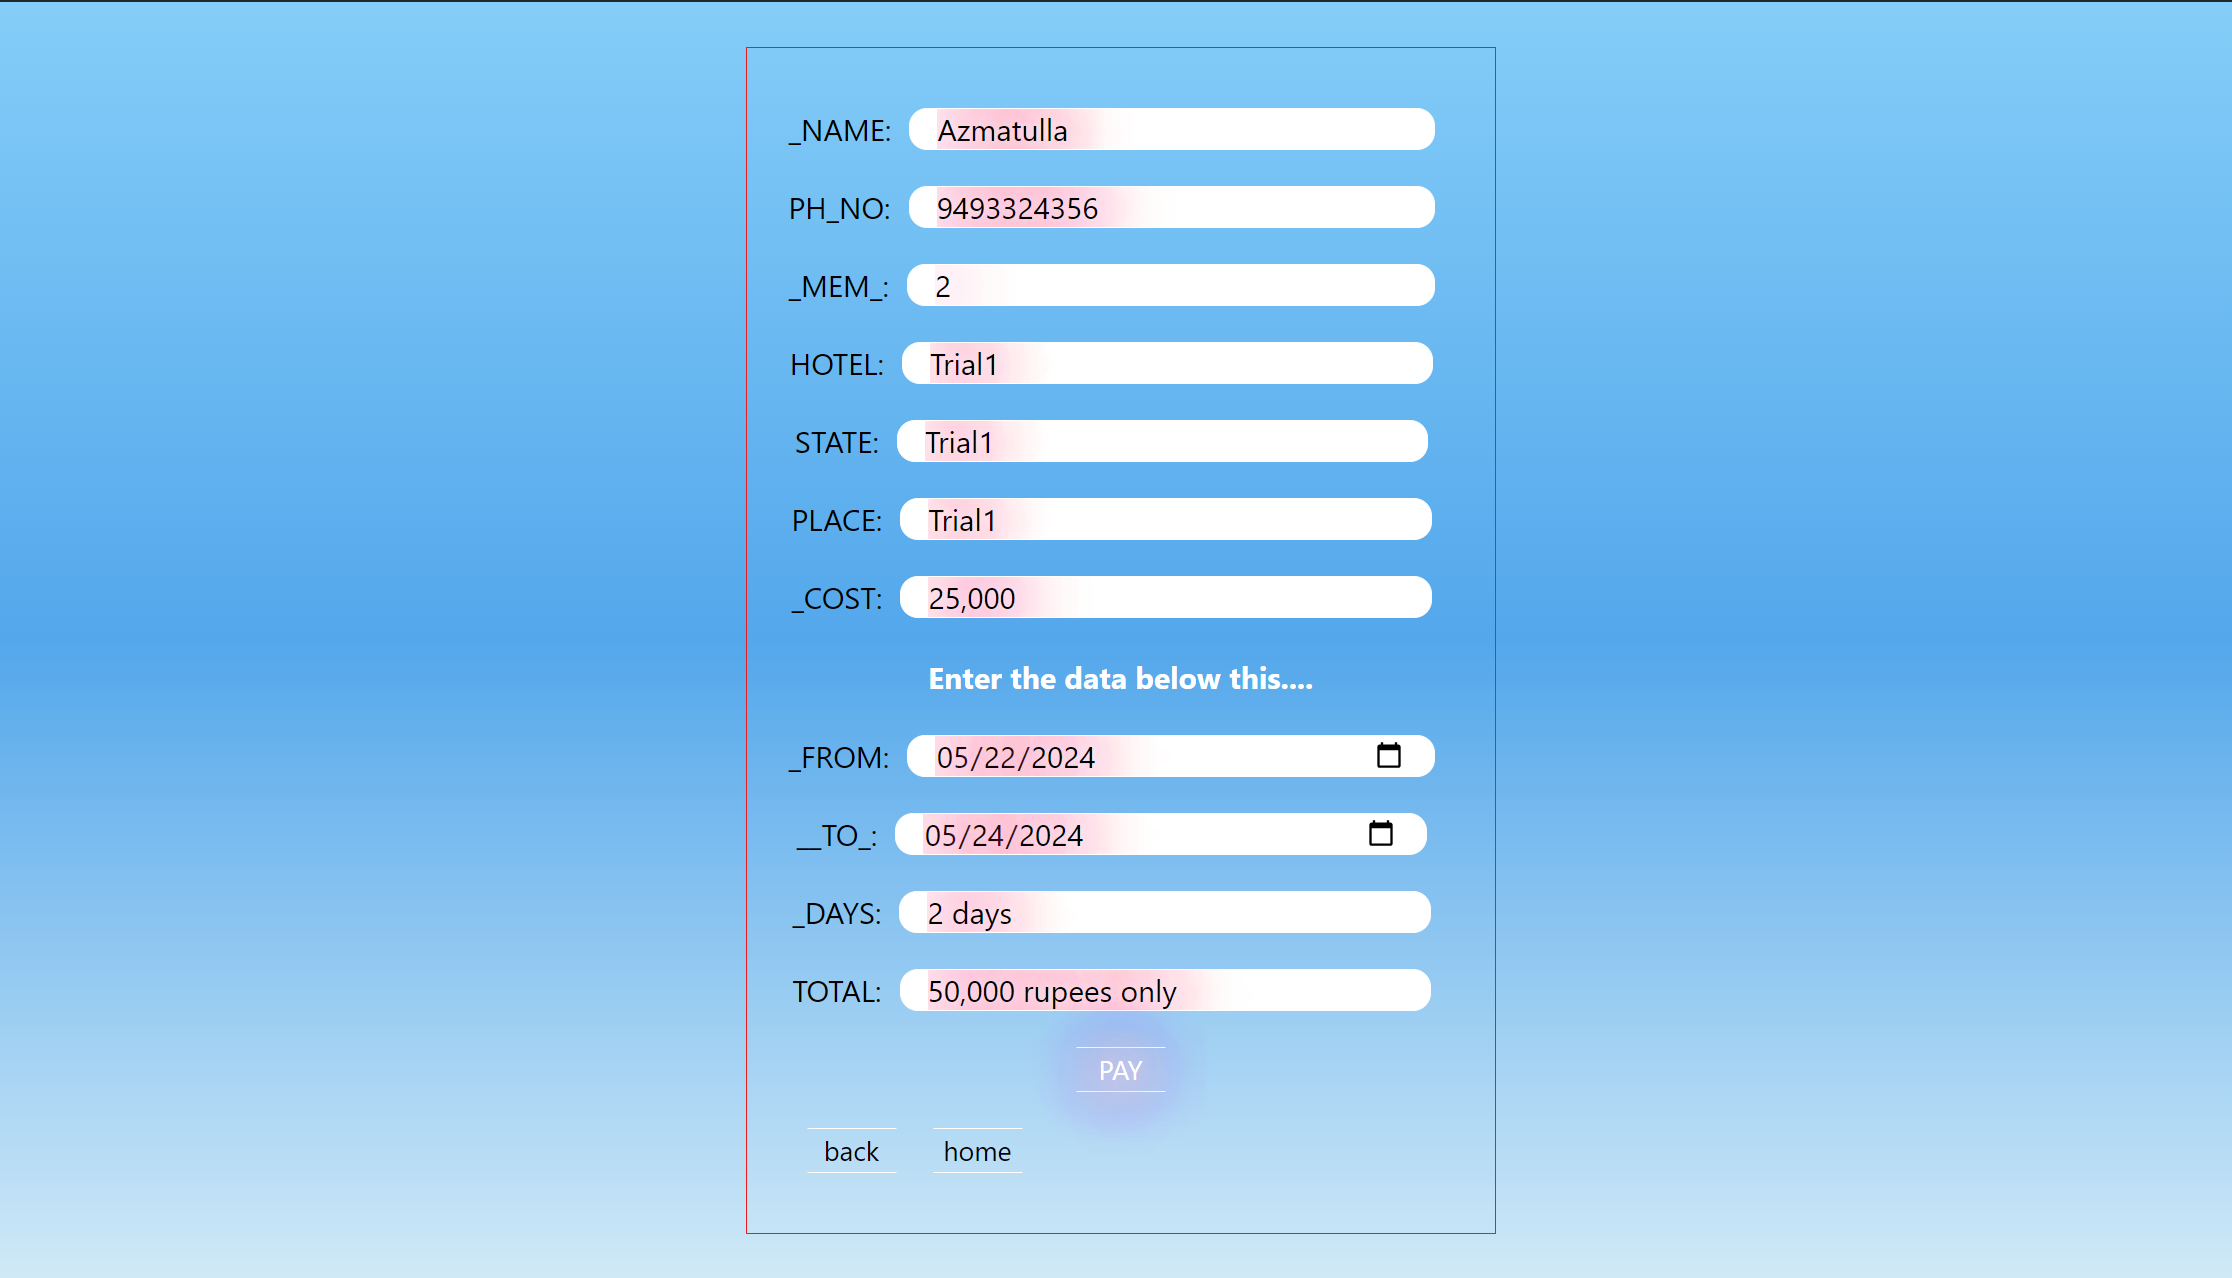 _NAME: Azmatulla
PH_NO: 9493324356
_MEM_: 2
HOTEL: Trial1
STATE: Trial1
PLACE: Trial1
_COST: 25,000
Enter the data below this....
_FROM: 05/22/2024
__TO_: 05/24/2024
_DAYS: 2 days
TOTAL: 50,000 rupees only
PAY
back home